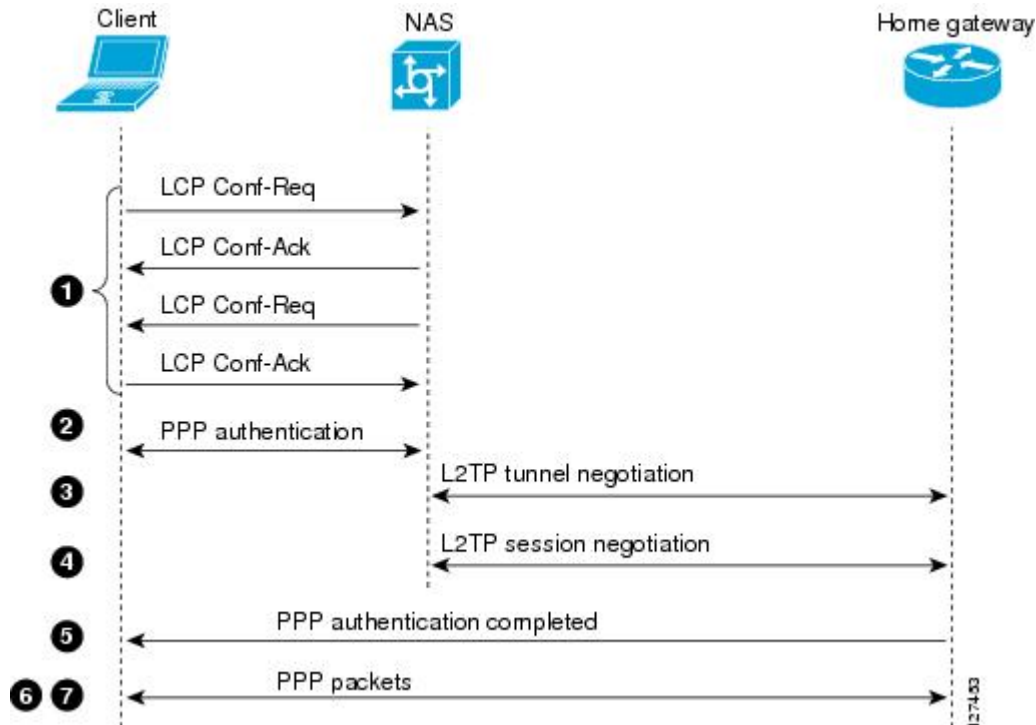 Client
NAS
Home gateway
LCP Conf-Req
LCP Conf-Ack
1
LCP Conf-Req
LCP Conf-Ack
2
PPP authentication
3
L2TP tunnel negotiation
4
L2TP session negotiation
5
PPP authentication completed
6 7
PPP packets
127453